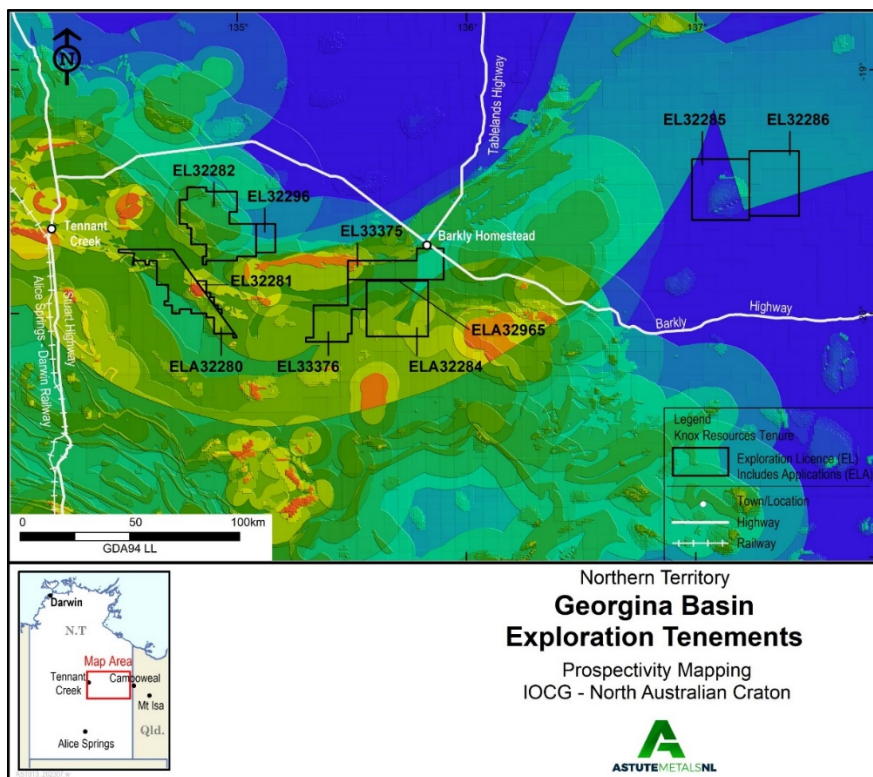 135°
136°
137°
-19°
N
EL32285
EL32286
Tablelands Highway
EL32282
EL32296
EL33375
Barkly Homestead
Tennant
Creek
EL32281
ELA32965
Barkly
Highway
ELA32280
EL33376
ELA32284
Stuart Highway
Alice Springs - Darwin Railway
Legend
Knox Resources Tenure
Exploration Licence (EL)
Includes Applications (ELA)
Town/Location
Highway
Railway
0
50
100km
GDA94 LL
Northern Territory
Georgina Basin
Exploration Tenements
Prospectivity Mapping
IOCG - North Australian Craton
ASTUTEMETALSNL
Darwin
N.T
Map Area
Tennant
Creek
Camooweal
Mt Isa
Qld.
Alice Springs